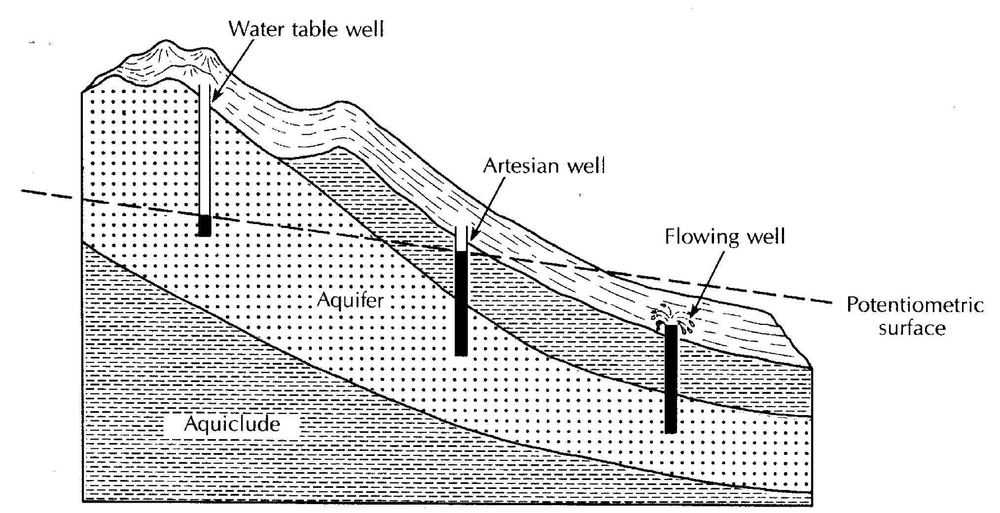 Water table well
Artesian well
Flowing well
Aquifer
Potentiometric
surface
Aquiclude